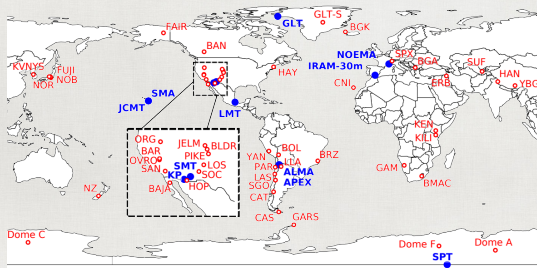 FAIR
GLT
GLT-S
BGK
BAN
NOEMA
SPX
IRAM-30m
BGA
SUF
KVNYS
FUJI
NOB
NOR
HAY
CNI
ERB
HAN
YBG
SMA
JCMT
LMT
ORG
JELM
BLDR
BAR
PIKE
OVRO
SMT
LOS
SAN
KP
SOC
BAJA
HOP
YAN
BOL
BRZ
LLA
ALMA
APEX
LAS
SGO
CAT
CAS
GARS
KEN
KILI
GAM
BMAC
NZ
Dome C
Dome F
Dome A
SPT